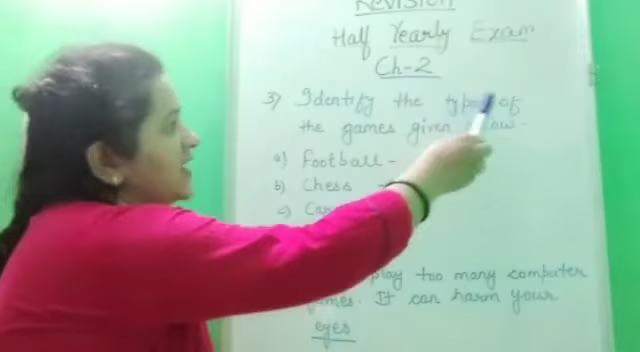 Revision
Half Yearly Exam
Ch-2
3) Identify the of
the games given
a) Football -
b) Chess -
c)
play too many computer
games. It can harm your
eyes